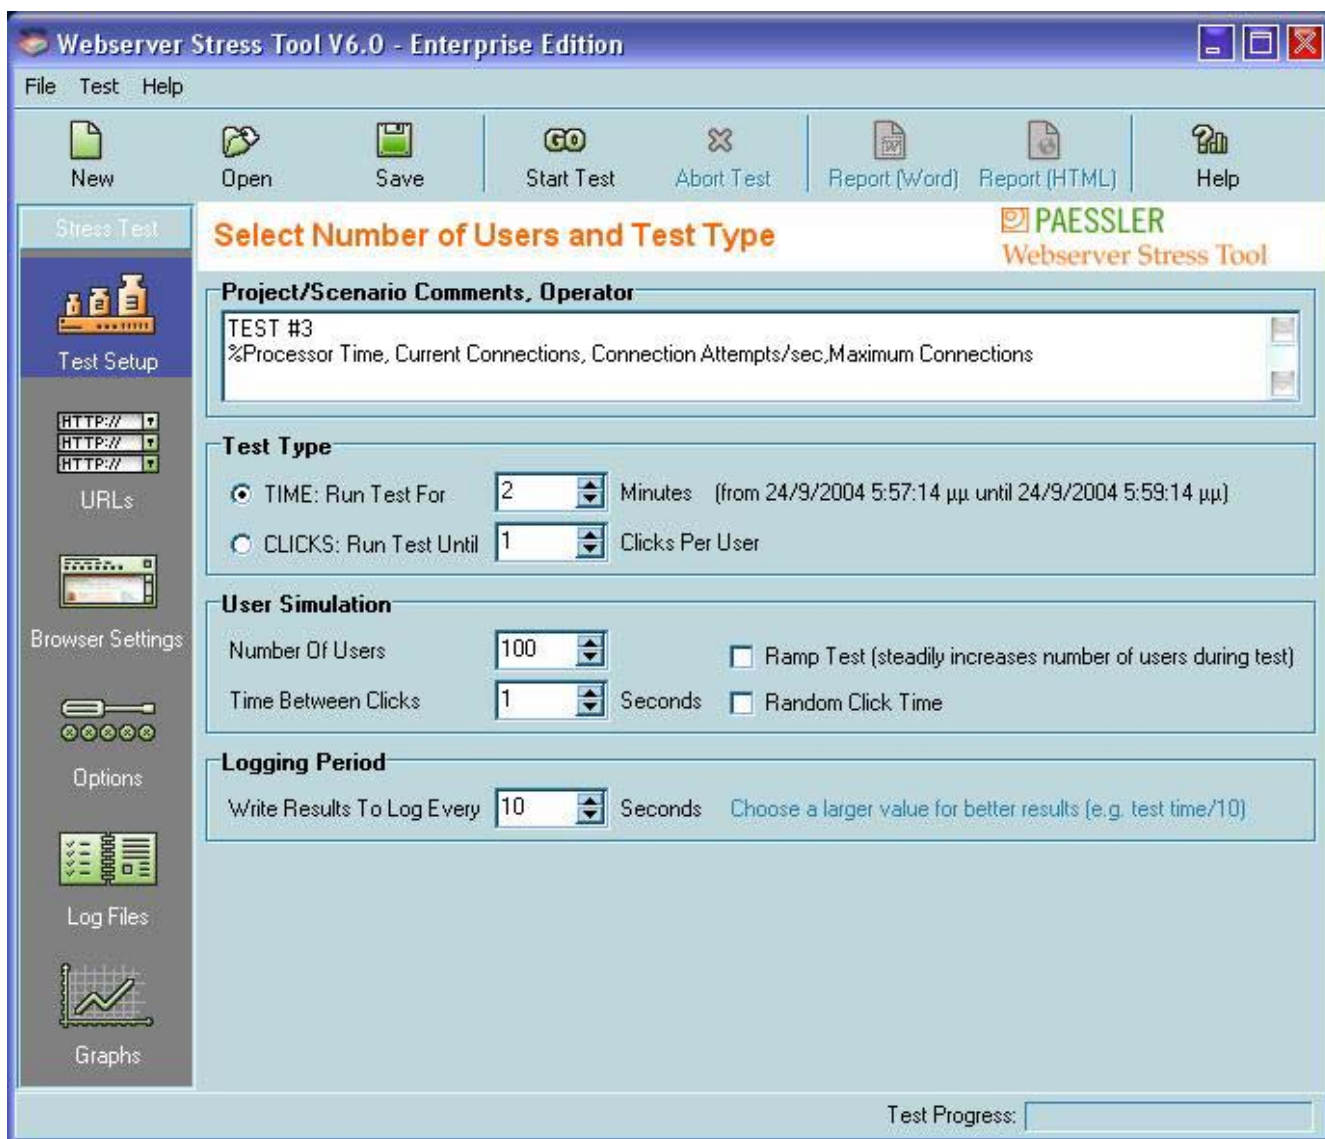 Webserver Stress Tool V6.0 - Enterprise Edition
File Test Help
New Open Save Start Test Abort Test Report (Word) Report (HTML) Help
GO
Stress Test
Select Number of Users and Test Type
PAESSLER
Webserver Stress Tool
Project/Scenario Comments, Operator
TEST #3
%Processor Time, Current Connections, Connection Attempts/sec,Maximum Connections
1 2 3
Test Setup
HTTP://
HTTP://
HTTP://
URLs
Browser Settings
Options
Log Files
Graphs
Test Type
TIME: Run Test For 2 Minutes (from 24/9/2004 5:57:14 μμ until 24/9/2004 5:59:14 μμ)
CLICKS: Run Test Until 1 Clicks Per User
User Simulation
Number Of Users 100 Ramp Test (steadily increases number of users during test)
Time Between Clicks 1 Seconds Random Click Time
Logging Period
Write Results To Log Every 10 Seconds Choose a larger value for better results (e.g. test time/10)
Test Progress: